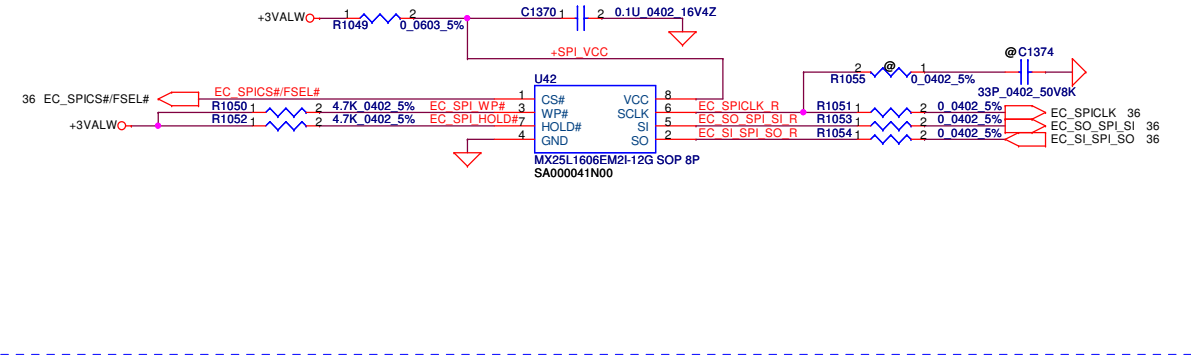 +3VALW 1 2 C1370 1 2 0.1U_0402_16V4Z
R1049 0_0603_5%
+SPI_VCC
@ C1374
2 @ 1
R1055 0_0402_5%
33P_0402_50V8K
U42
36 EC_SPICS#/FSEL# EC_SPICS#/FSEL# 1 CS# VCC 8
R1050 1 2 4.7K_0402_5% EC_SPI_WP# 3 WP# SCLK 6 EC_SPICLK_R R1051 1 2 0_0402_5% EC_SPICLK 36
+3VALW R1052 1 2 4.7K_0402_5% EC_SPI_HOLD# 7 HOLD# SI 5 EC_SO_SPI_SI_R R1053 1 2 0_0402_5% EC_SO_SPI_SI 36
4 GND SO 2 EC_SI_SPI_SO_R R1054 1 2 0_0402_5% EC_SI_SPI_SO 36
MX25L1606EM2I-12G SOP 8P
SA000041N00